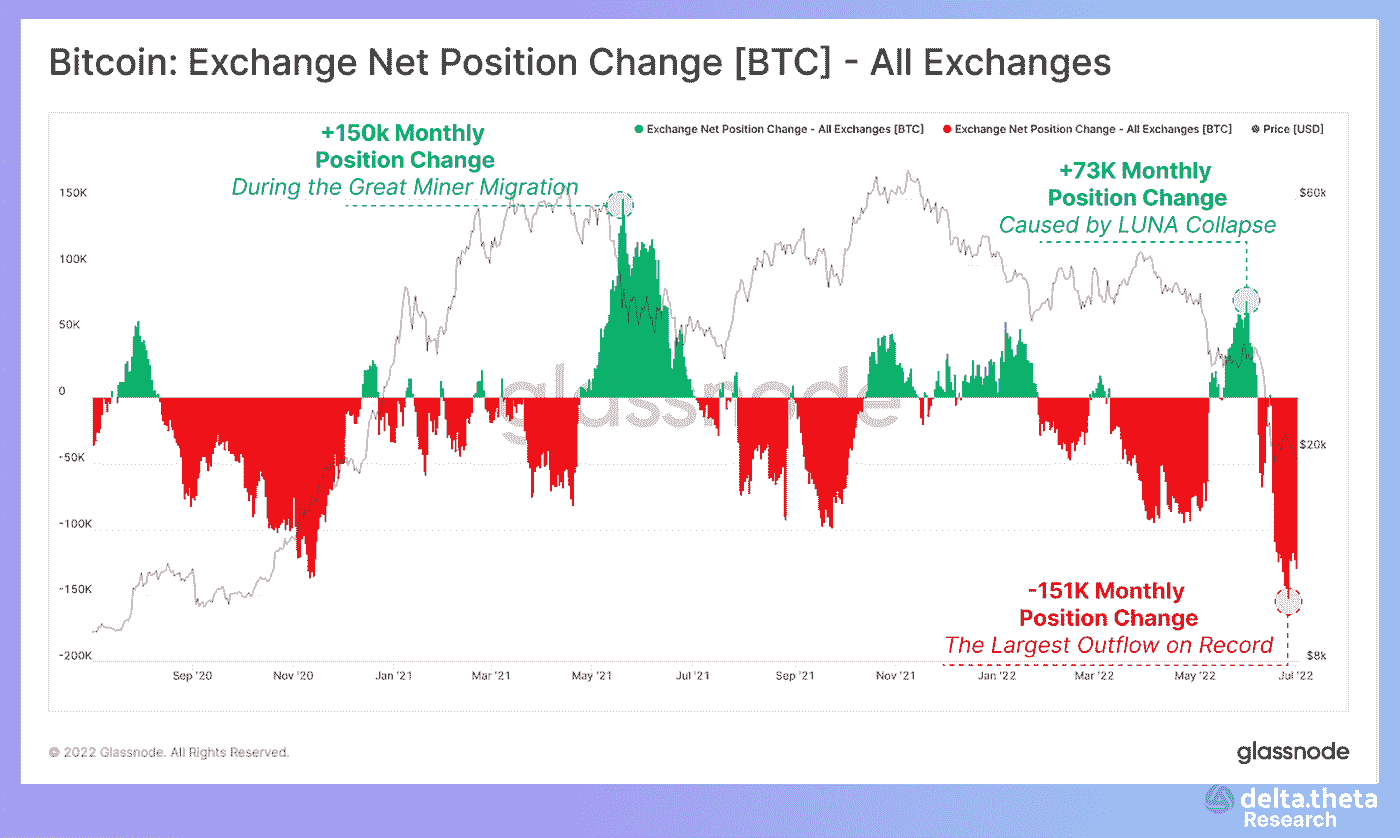 Bitcoin: Exchange Net Position Change [BTC] - All Exchanges
Exchange Net Position Change - All Exchanges [BTC] Exchange Net Position Change - All Exchanges [BTC] Price [USD]
+150k Monthly
Position Change
During the Great Miner Migration
+73K Monthly
Position Change
Caused by LUNA Collapse
150K
100K
50K
0
-50K
-100K
-150K
-200K
$60k
$20k
$8k
glassnode
-151K Monthly
Position Change
The Largest Outflow on Record
Sep '20 Nov '20 Jan '21 Mar '21 May '21 Jul '21 Sep '21 Nov '21 Jan '22 Mar '22 May '22 Jul '22
© 2022 Glassnode. All Rights Reserved.
glassnode
delta.theta
Research